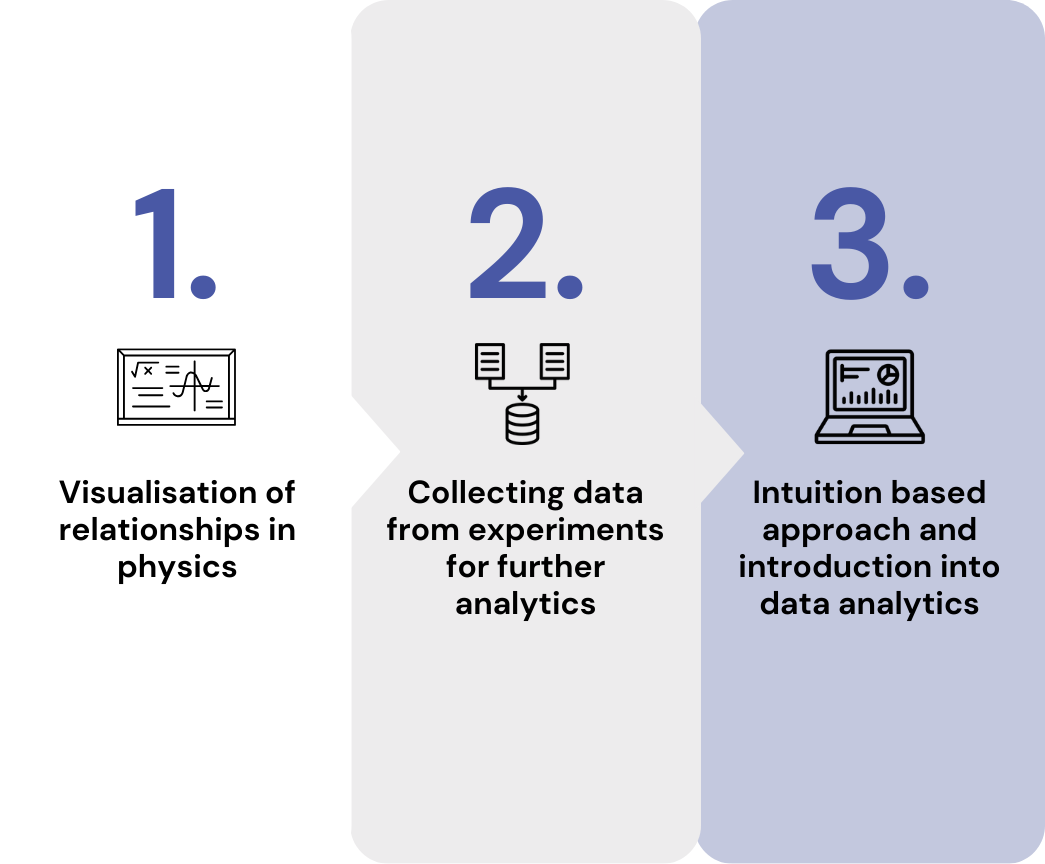 1.
Visualisation of
relationships in
physics
2.
Collecting data
from experiments
for further
analytics
3.
Intuition based
approach and
introduction into
data analytics